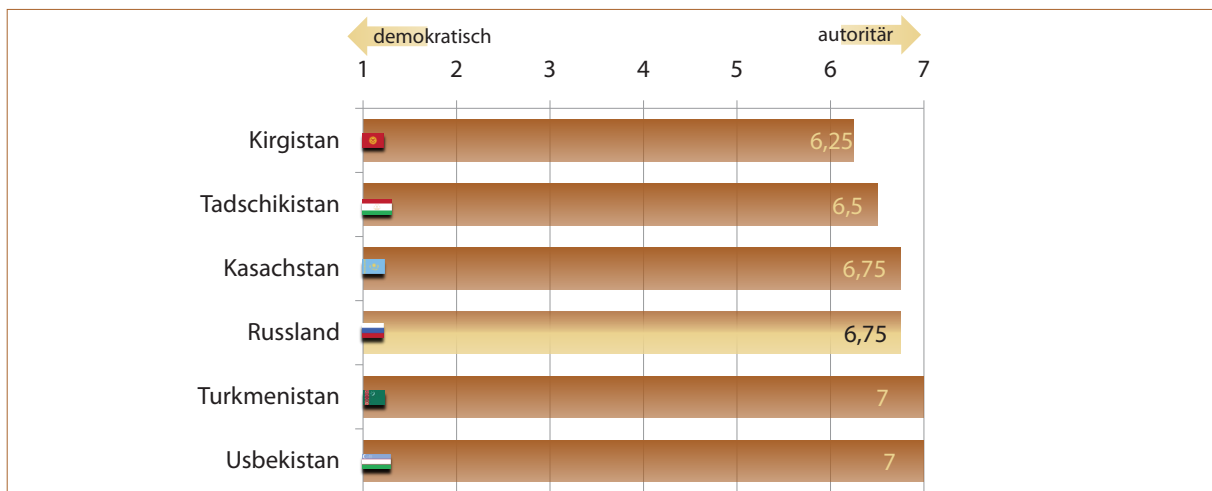 demokratisch autoritär
1 2 3 4 5 6 7
Kirgistan 6,25
Tadschikistan 6,5
Kasachstan 6,75
Russland 6,75
Turkmenistan 7
Usbekistan 7